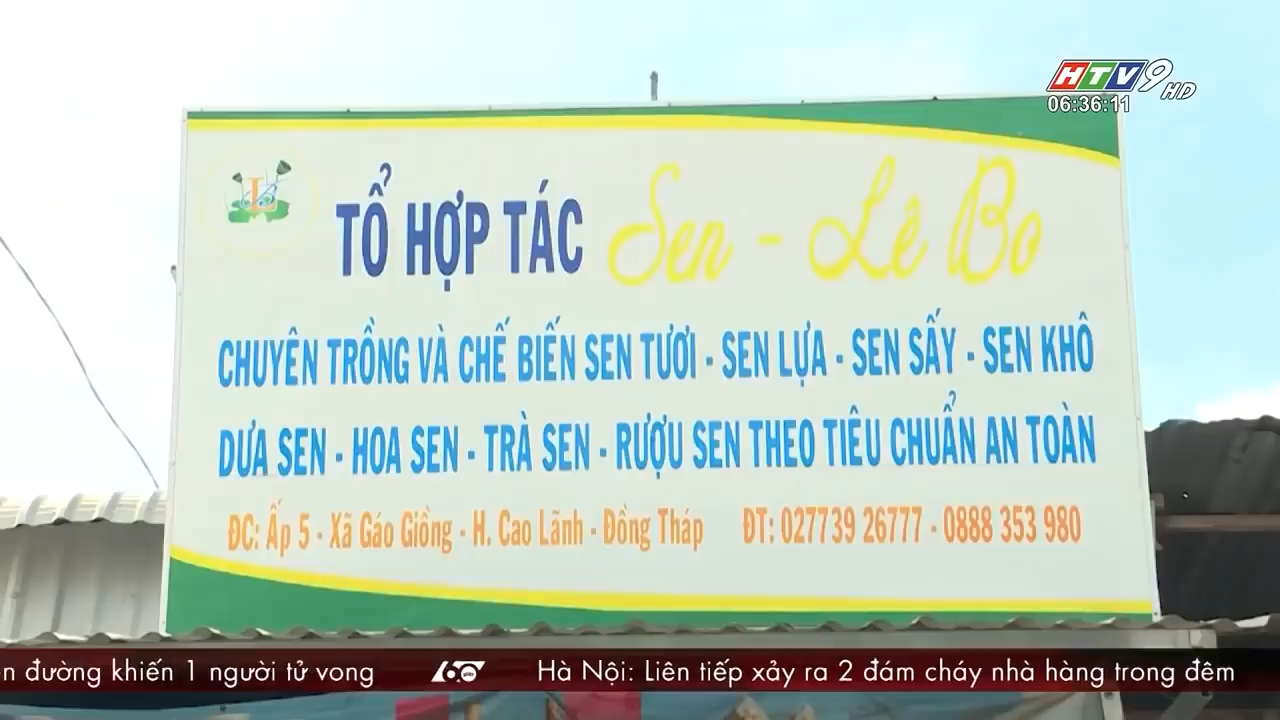 HTV9 HD
06:36:11
TỔ HỢP TÁC Sen - Lê Bo
CHUYÊN TRỒNG VÀ CHẾ BIẾN SEN TƯƠI - SEN LỰA - SEN SẤY - SEN KHÔ
DƯA SEN - HOA SEN - TRÀ SEN - RƯỢU SEN THEO TIÊU CHUẨN AN TOÀN
ĐC: Ấp 5 - Xã Gáo Giồng - H. Cao Lãnh - Đồng Tháp ĐT: 027739 26777 - 0888 353 980
đường khiến 1 người tử vong 60 Hà Nội: Liên tiếp xảy ra 2 đám cháy nhà hàng trong đêm